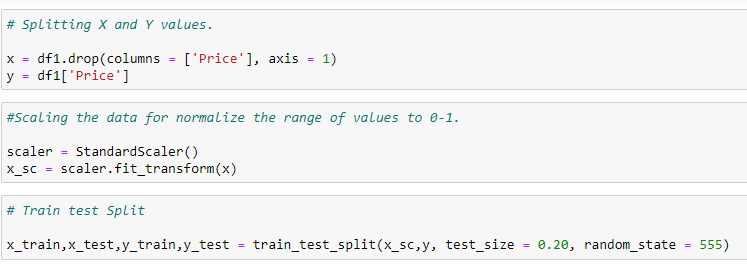 # Splitting X and Y values.
x = df1.drop(columns = ['Price'], axis = 1)
y = df1['Price']
#Scaling the data for normalize the range of values to 0-1.
scaler = StandardScaler()
x_sc = scaler.fit_transform(x)
# Train test Split
x_train,x_test,y_train,y_test = train_test_split(x_sc,y, test_size = 0.20, random_state = 555)